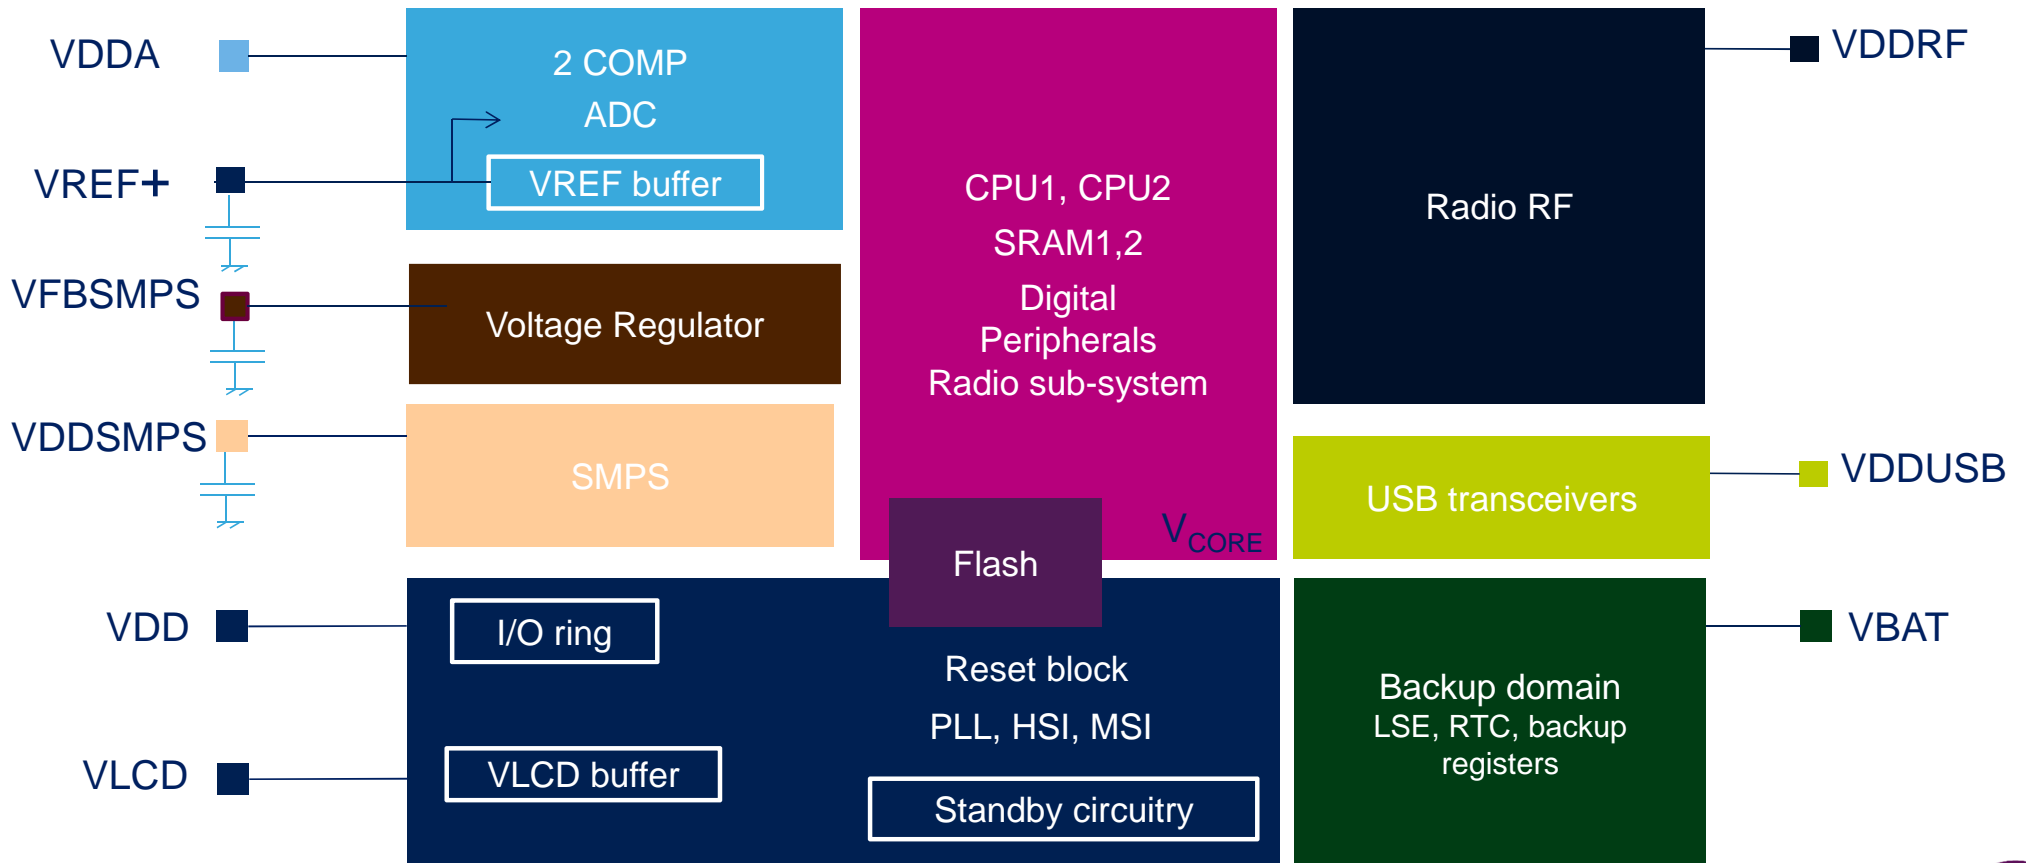 VDDA
2 COMP
ADC
VREF+
VREF buffer
VFBSMPS
Voltage Regulator
VDDSMPS
SMPS
CPU1, CPU2
SRAM1,2
Digital
Peripherals
Radio sub-system
VCORE
Flash
Radio RF
VDDRF
USB transceivers
VDDUSB
VDD
I/O ring
Reset block
PLL, HSI, MSI
VLCD
VLCD buffer
Standby circuitry
Backup domain
LSE, RTC, backup
registers
VBAT